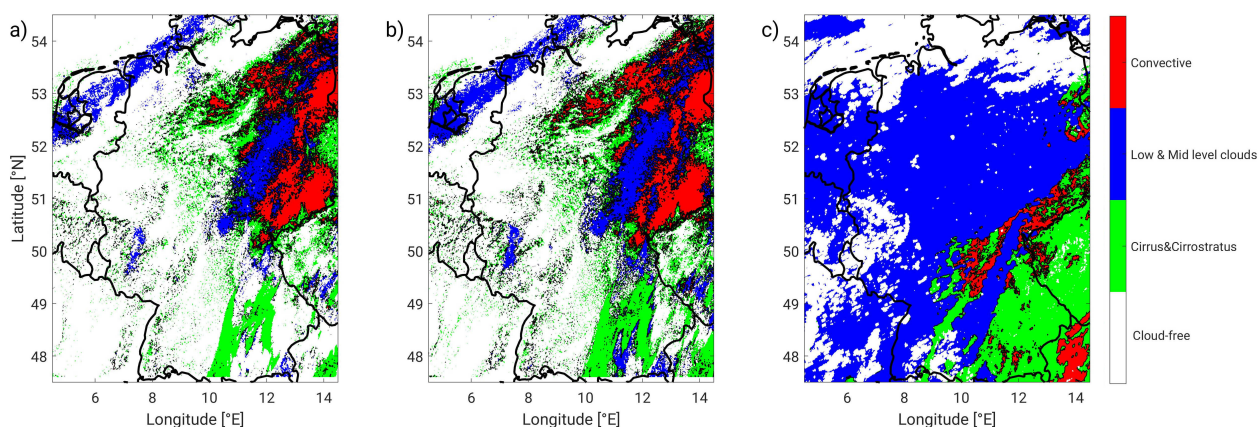 a)
b)
c)
54
53
52
51
50
49
48
Latitude [°N]
6 8 10 12 14
Longitude [°E]
54
53
52
51
50
49
48
6 8 10 12 14
Longitude [°E]
54
53
52
51
50
49
48
6 8 10 12 14
Longitude [°E]
Convective
Low & Mid level clouds
Cirrus&Cirrostratus
Cloud-free